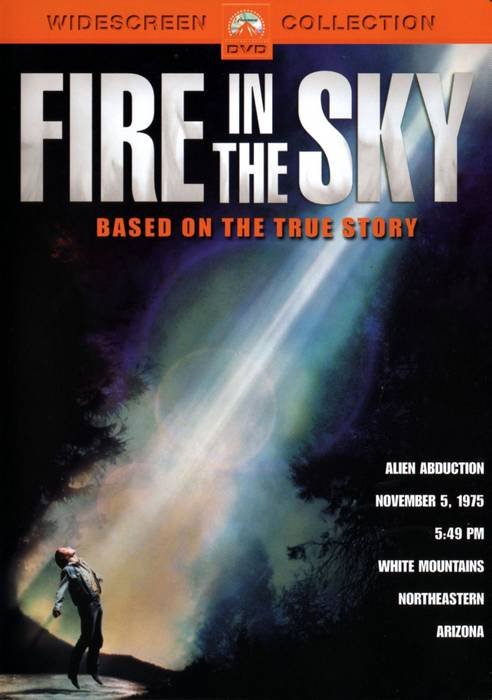 WIDESCREEN COLLECTION
DVD
FIRE IN THE SKY
BASED ON THE TRUE STORY
ALIEN ABDUCTION
NOVEMBER 5, 1975
5:49 PM
WHITE MOUNTAINS
NORTHEASTERN
ARIZONA